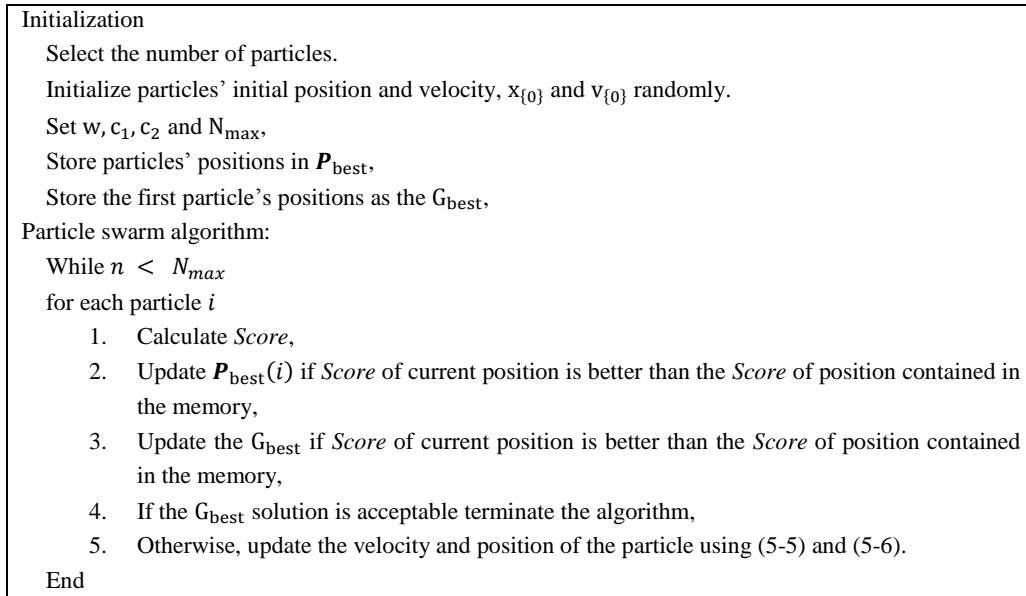 Initialization
Select the number of particles.
Initialize particles’ initial position and velocity, x{0} and v{0} randomly.
Set w, c1, c2 and Nmax,
Store particles’ positions in Pbest,
Store the first particle’s positions as the Gbest,
Particle swarm algorithm:
While n < Nmax
for each particle i
1. Calculate Score,
2. Update Pbest(i) if Score of current position is better than the Score of position contained in
the memory,
3. Update the Gbest if Score of current position is better than the Score of position contained
in the memory,
4. If the Gbest solution is acceptable terminate the algorithm,
5. Otherwise, update the velocity and position of the particle using (5-5) and (5-6).
End